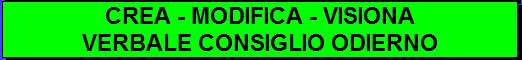 CREA - MODIFICA - VISIONA
VERBALE CONSIGLIO ODIERNO